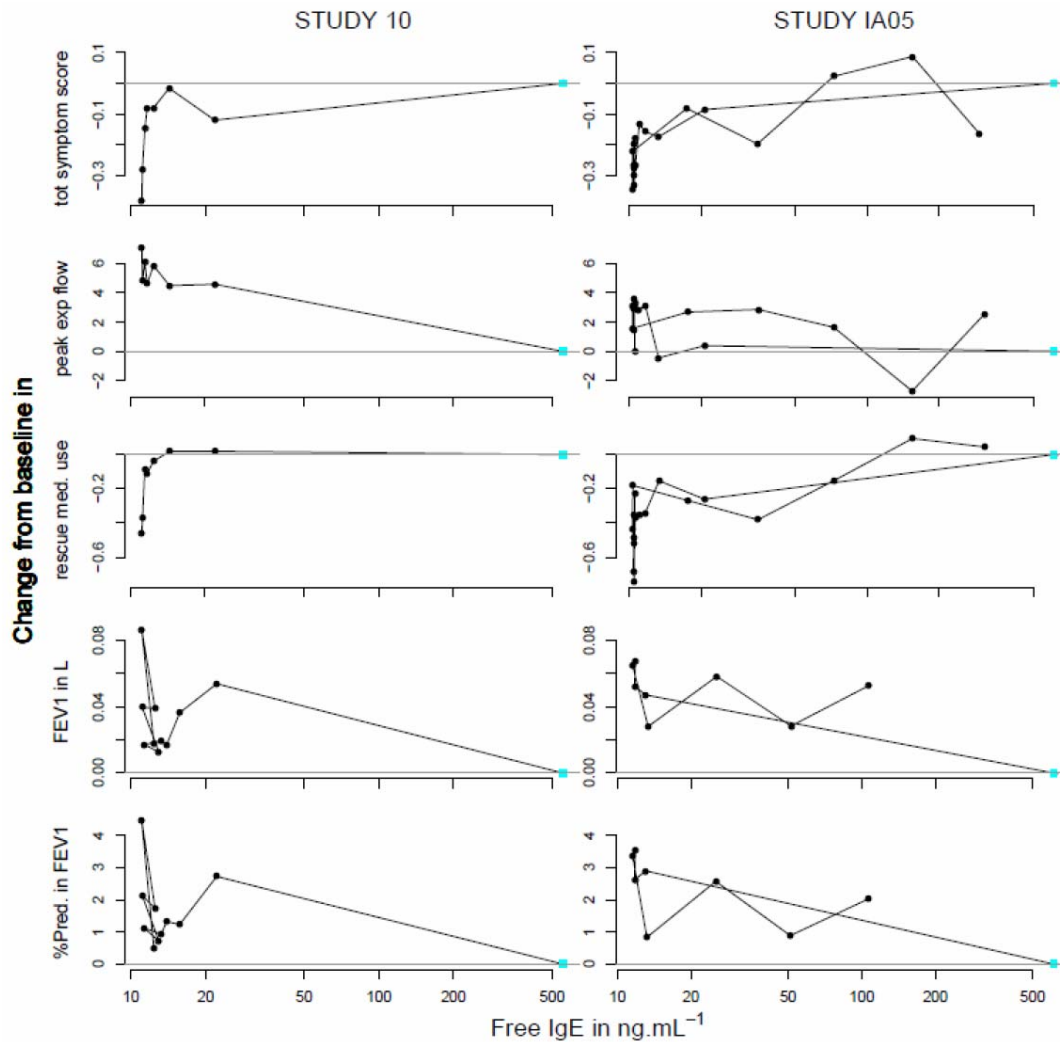 STUDY 10 STUDY IA05
Change from baseline in
tot symptom score
0.1 -0.1 -0.3
0.1 -0.1 -0.3
peak exp flow
6 4 2 0 -2
6 4 2 0 -2
rescue med. use
-0.2 -0.6
-0.2 -0.6
FEV1 in L
0.08 0.04 0.00
0.08 0.04 0.00
%Pred. in FEV1
4 3 2 1 0
4 3 2 1 0
10 20 50 100 200 500 10 20 50 100 200 500
Free IgE in ng.mL⁻¹